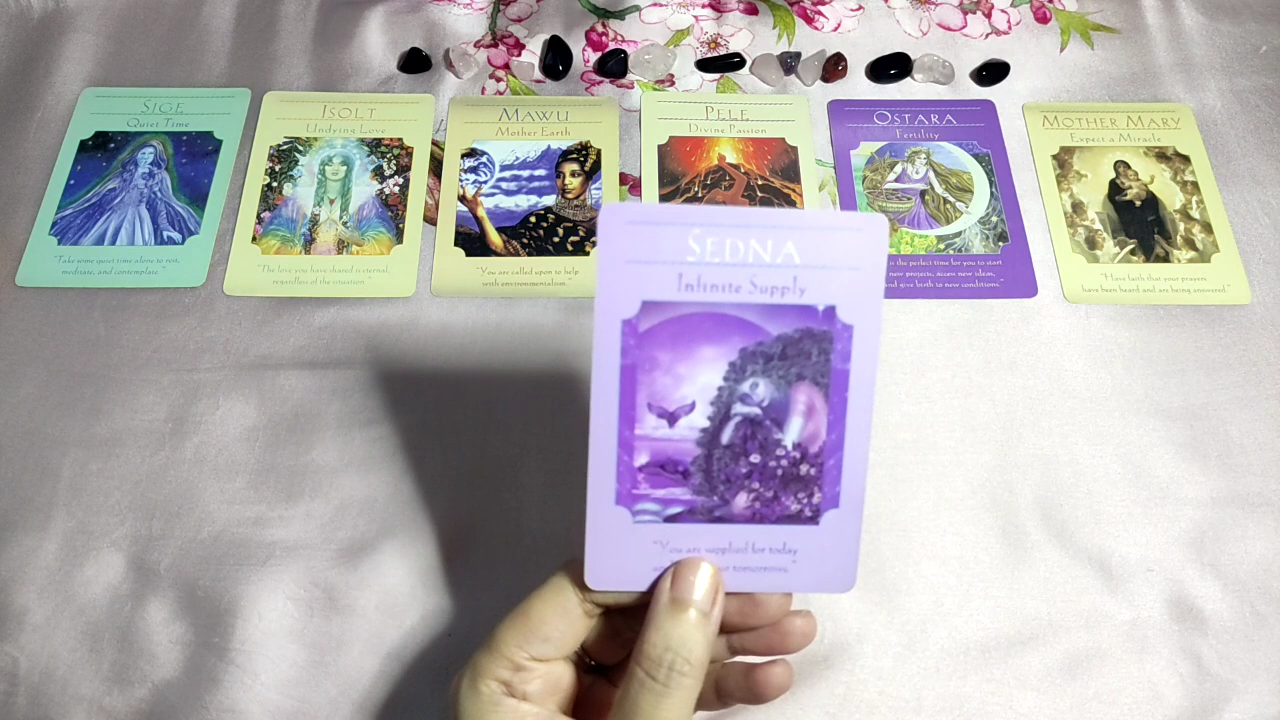 SIGE
Quiet Time
"Take some quiet time alone to rest,
meditate, and contemplate."
ISOLT
Undying Love
"The love you have shared is eternal,
regardless of the situation."
MAWU
Mother Earth
"You are called upon to help
with environmentalism."
PELE
Divine Passion
OSTARA
Fertility
is the perfect time for you to start
new projects, access new ideas,
and give birth to new conditions."
MOTHER MARY
Expect a Miracle
"Have faith that your prayers
have been heard and are being answered."
SEDNA
Infinite Supply
"You are supplied for today
tomorrows."